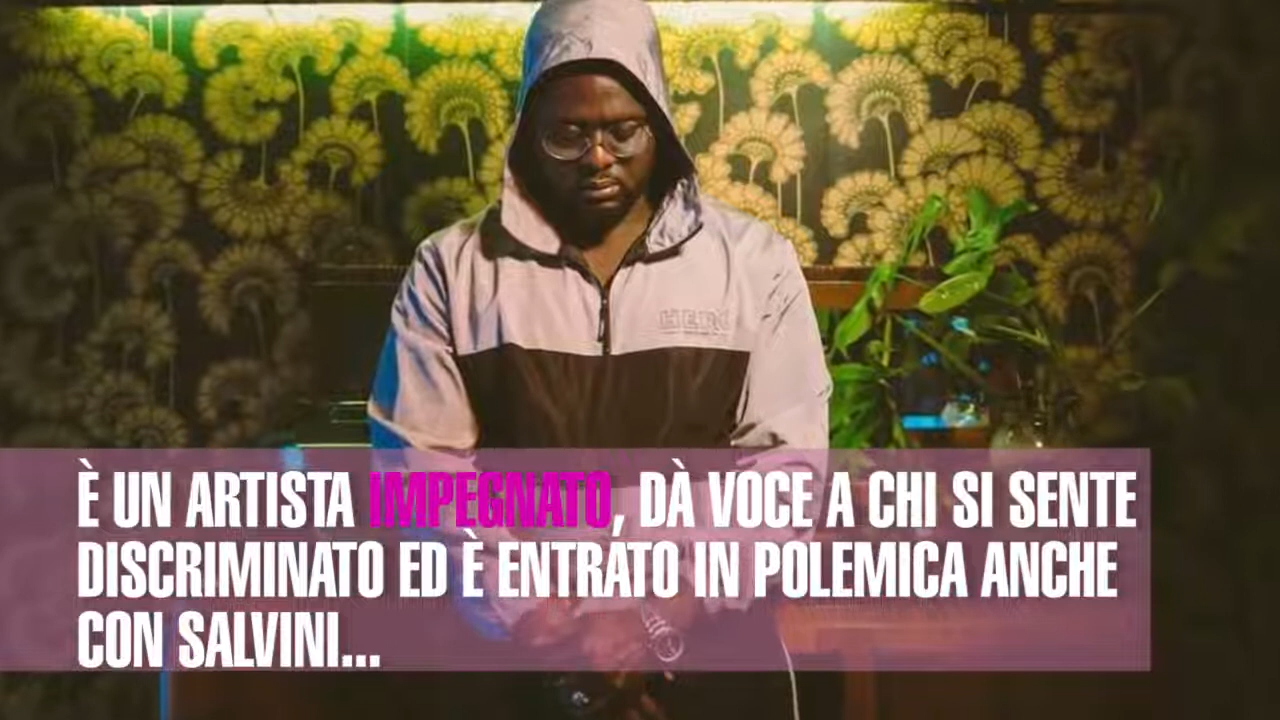 È UN ARTISTA IMPEGNATO, DÀ VOCE A CHI SI SENTE
DISCRIMINATO ED È ENTRATO IN POLEMICA ANCHE
CON SALVINI...